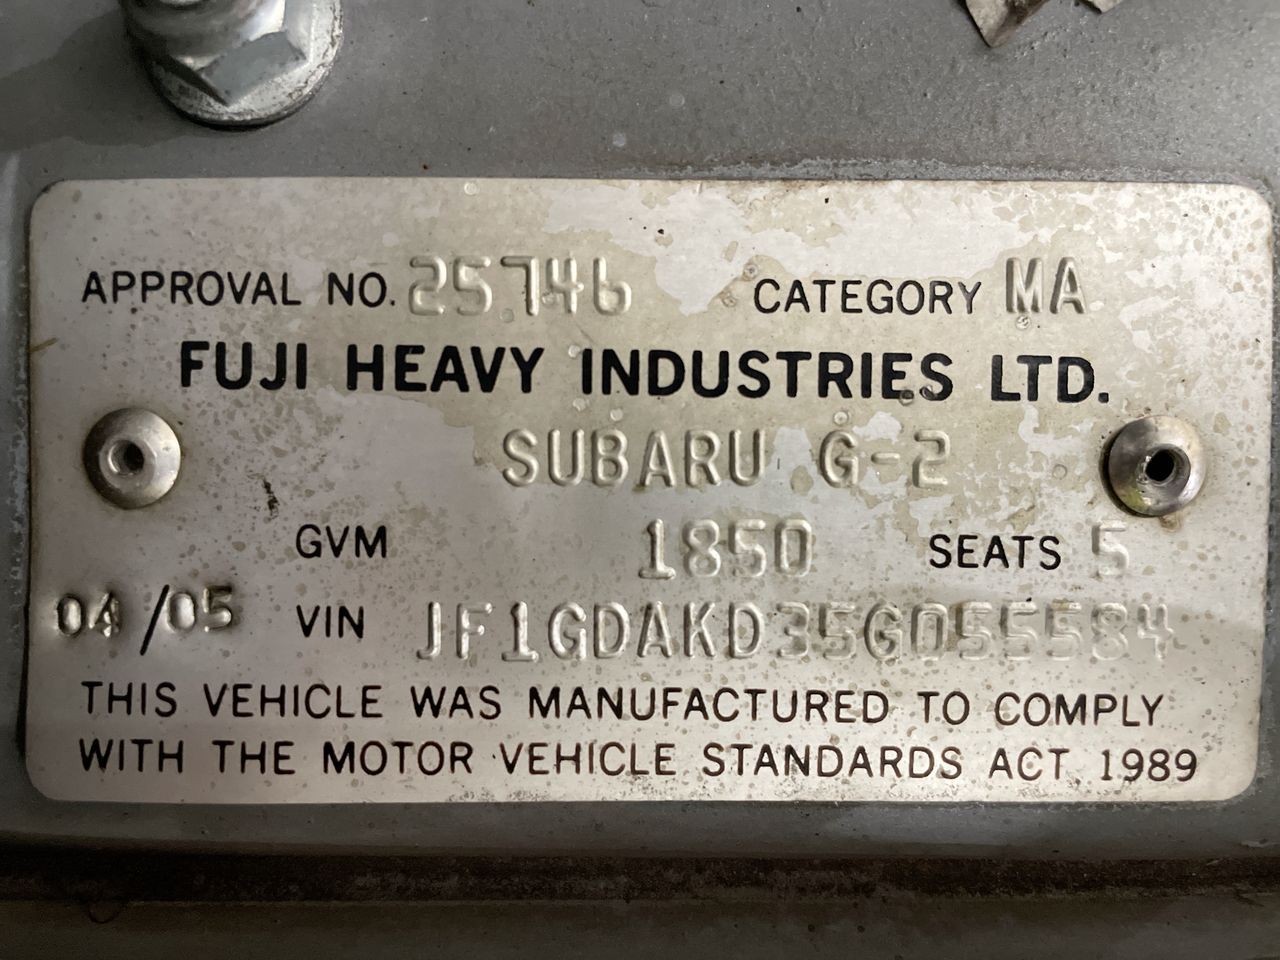 APPROVAL NO. 25746 CATEGORY MA
FUJI HEAVY INDUSTRIES LTD.
SUBARU G-2
GVM 1850 SEATS 5
04/05 VIN JF1GDAKD35G055584
THIS VEHICLE WAS MANUFACTURED TO COMPLY
WITH THE MOTOR VEHICLE STANDARDS ACT 1989